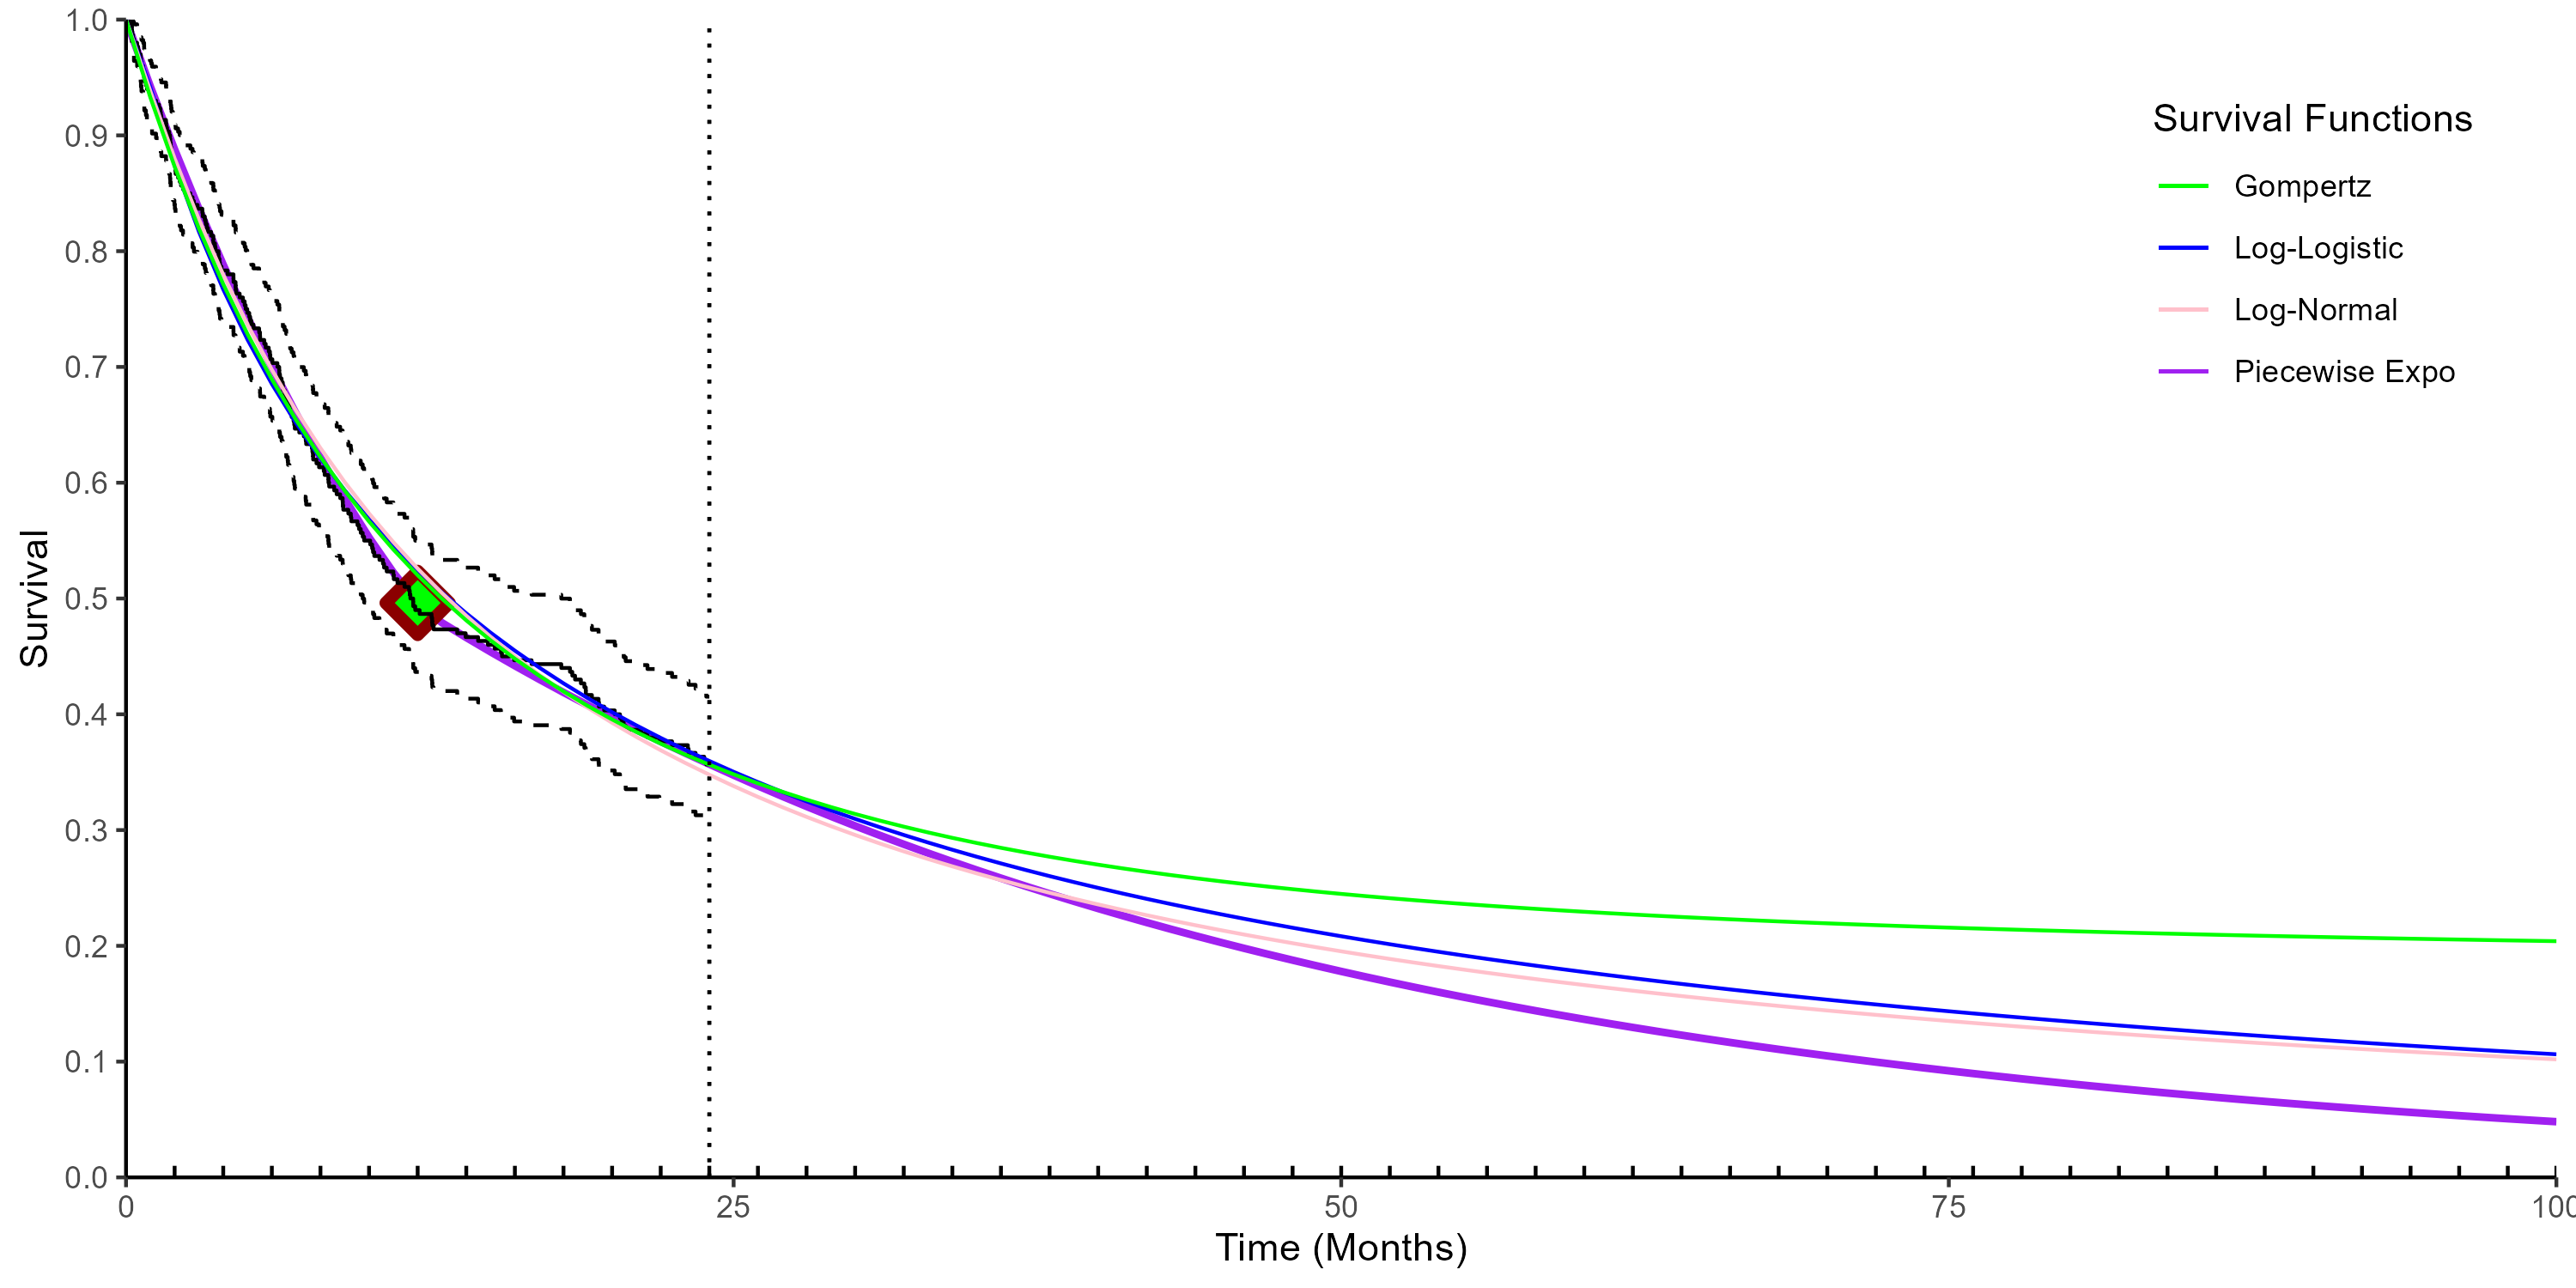 1.0
0.9
0.8
0.7
0.6
0.5
0.4
0.3
0.2
0.1
0.0
Survival
0
25
50
75
100
Time (Months)
Survival Functions
Gompertz
Log-Logistic
Log-Normal
Piecewise Expo